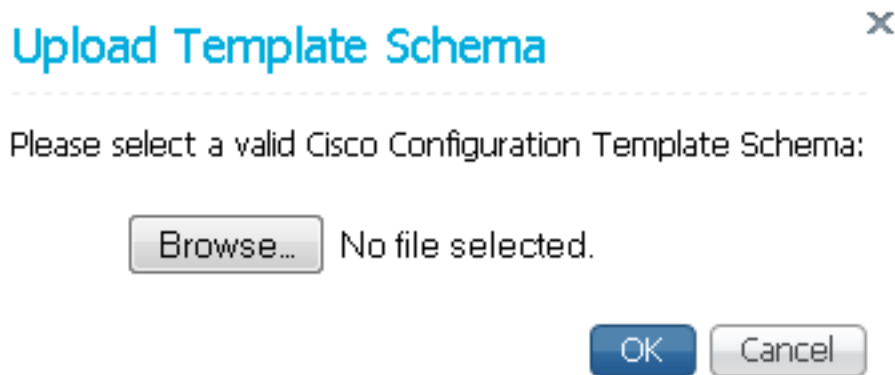 Upload Template Schema
Please select a valid Cisco Configuration Template Schema:
Browse... No file selected.
OK Cancel